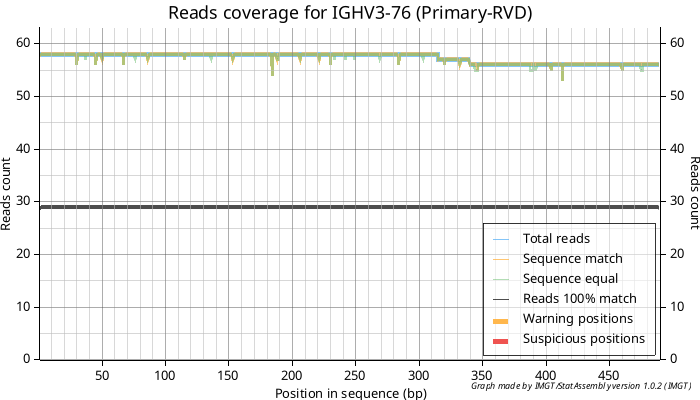 Reads coverage for IGHV3-76 (Primary-RVD)
60 60
50 50
40 40
30 30
20 20
10 10
0 0
Reads count
Reads count
Total reads
Sequence match
Sequence equal
Reads 100% match
Warning positions
Suspicious positions
50 100 150 200 250 300 350 400 450
Position in sequence (bp)
Graph made by IMGT/StatAssembly version 1.0.2 (IMGT)